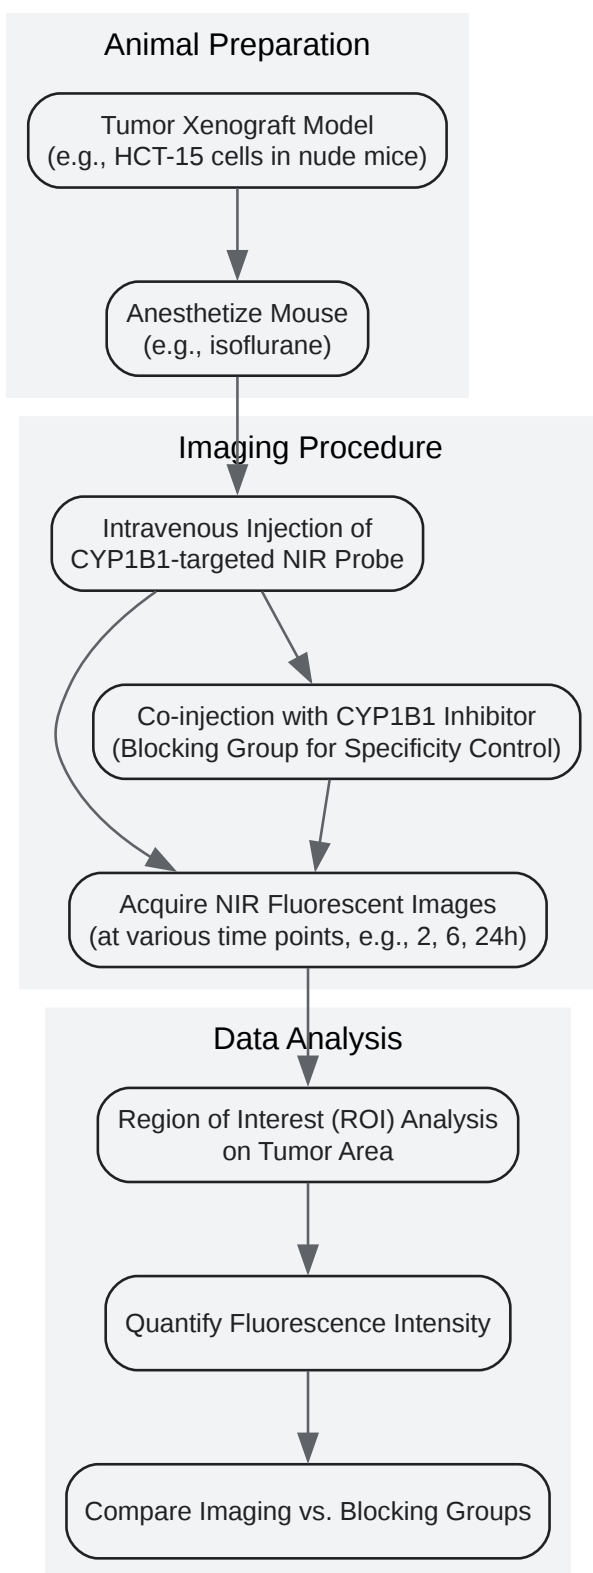 Animal Preparation
Tumor Xenograft Model
(e.g., HCT-15 cells in nude mice)
Anesthetize Mouse
(e.g., isoflurane)
Imaging Procedure
Intravenous Injection of
CYP1B1-targeted NIR Probe
Co-injection with CYP1B1 Inhibitor
(Blocking Group for Specificity Control)
Acquire NIR Fluorescent Images
(at various time points, e.g., 2, 6, 24h)
Data Analysis
Region of Interest (ROI) Analysis
on Tumor Area
Quantify Fluorescence Intensity
Compare Imaging vs. Blocking Groups